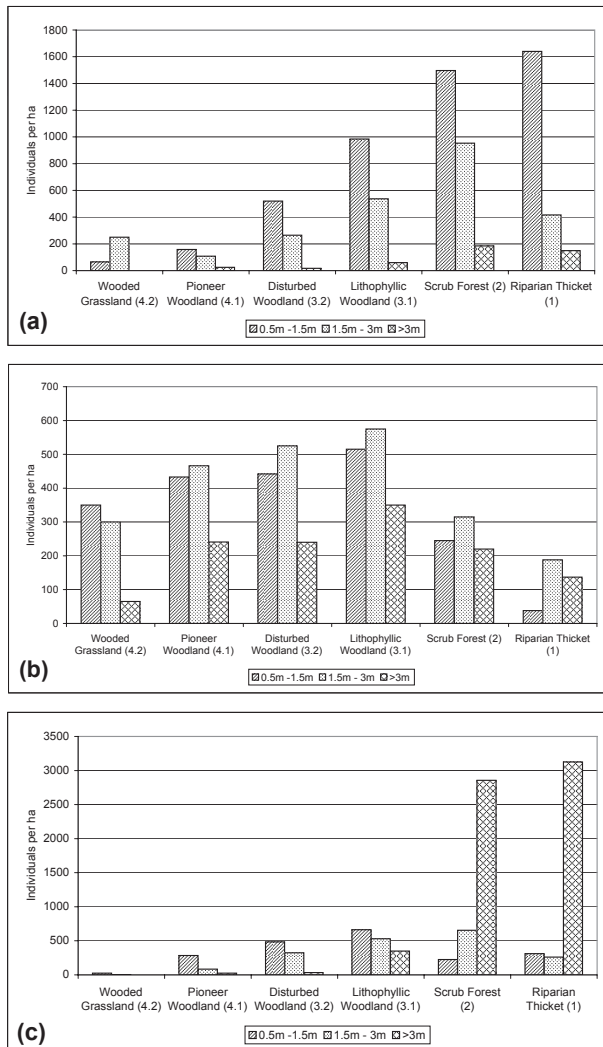 1800
1600
1400
1200
1000
800
600
400
200
0
Individuals per ha
Wooded Grassland (4.2)
Pioneer Woodland (4.1)
Disturbed Woodland (3.2)
Lithophyllic Woodland (3.1)
Scrub Forest (2)
Riparian Thicket (1)
(a)
0.5m -1.5m 1.5m - 3m >3m
700
600
500
400
300
200
100
0
Individuals per ha
Wooded Grassland (4.2)
Pioneer Woodland (4.1)
Disturbed Woodland (3.2)
Lithophyllic Woodland (3.1)
Scrub Forest (2)
Riparian Thicket (1)
(b)
0.5m -1.5m 1.5m - 3m >3m
3500
3000
2500
2000
1500
1000
500
0
Individuals per ha
Wooded Grassland (4.2)
Pioneer Woodland (4.1)
Disturbed Woodland (3.2)
Lithophyllic Woodland (3.1)
Scrub Forest (2)
Riparian Thicket (1)
(c)
0.5m -1.5m 1.5m - 3m >3m